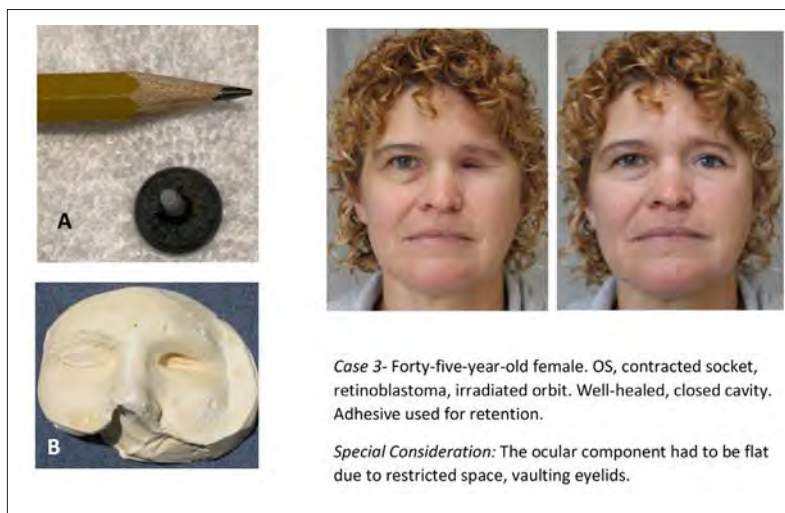 A
B
Case 3- Forty-five-year-old female. OS, contracted socket,
retinoblastoma, irradiated orbit. Well-healed, closed cavity.
Adhesive used for retention.
Special Consideration: The ocular component had to be flat
due to restricted space, vaulting eyelids.